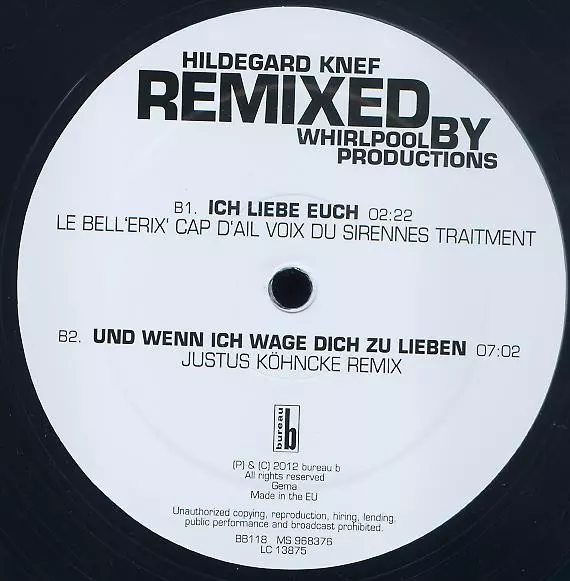 HILDEGARD KNEF
REMIXED BY
WHIRLPOOL
PRODUCTIONS
B1. ICH LIEBE EUCH 02:22
LE BELL'ERIX' CAP D'AIL VOIX DU SIRENNES TRAITMENT
B2. UND WENN ICH WAGE DICH ZU LIEBEN 07:02
JUSTUS KÖHNCKE REMIX
bureau b
(P) & (C) 2012 bureau b
All rights reserved
Gema
Made in the EU
Unauthorized copying, reproduction, hiring, lending,
public performance and broadcast prohibited.
BB118 MS 968376
LC 13875